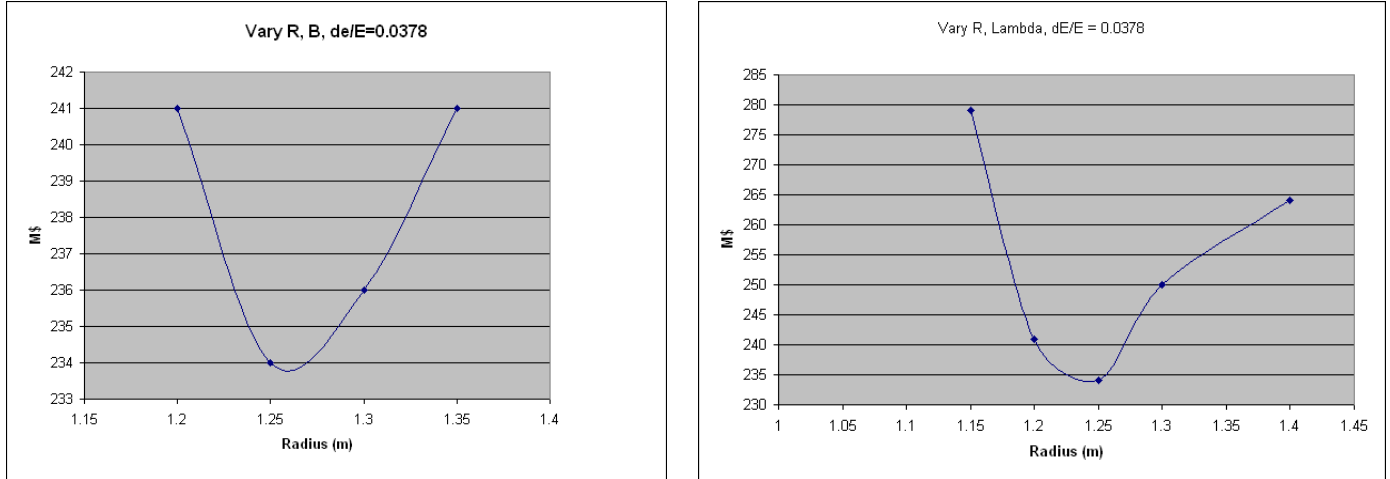 Vary R, B, de/E=0.0378
242
241
240
239
238
237
236
235
234
233
M$
1.15 1.2 1.25 1.3 1.35 1.4
Radius (m)
Vary R, Lambda, dE/E = 0.0378
285
280
275
270
265
260
255
250
245
240
235
230
M$
1 1.05 1.1 1.15 1.2 1.25 1.3 1.35 1.4 1.45
Radius (m)